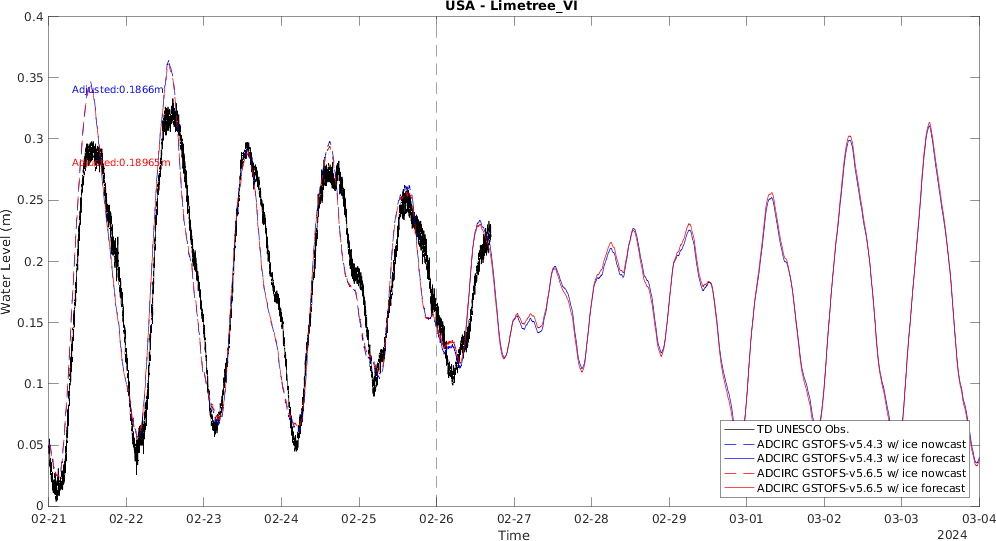 USA - Limetree_VI
0.4
0.35
0.3
0.25
0.2
0.15
0.1
0.05
0
Water Level (m)
Adjusted:0.1866m
Adjusted:0.18965m
TD UNESCO Obs.
ADCIRC GSTOFS-v5.4.3 w/ ice nowcast
ADCIRC GSTOFS-v5.4.3 w/ ice forecast
ADCIRC GSTOFS-v5.6.5 w/ ice nowcast
ADCIRC GSTOFS-v5.6.5 w/ ice forecast
02-21 02-22 02-23 02-24 02-25 02-26 02-27 02-28 02-29 03-01 03-02 03-03 03-04
Time
2024